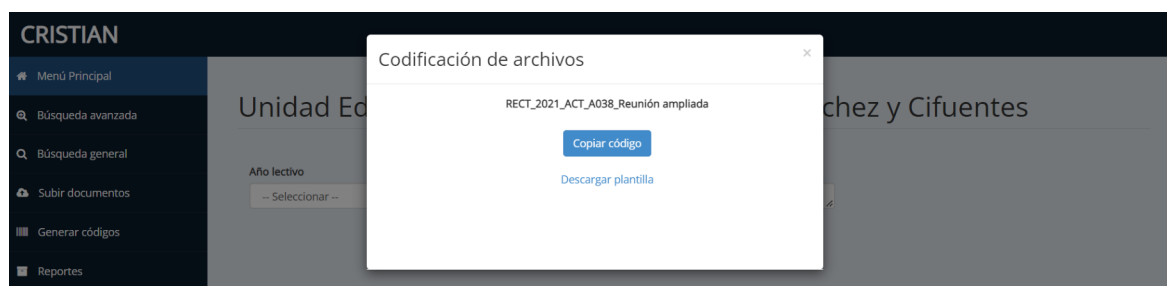 CRISTIAN
Menú Principal
Búsqueda avanzada
Búsqueda general
Subir documentos
Generar códigos
Reportes
Codificación de archivos
×
RECT_2021_ACT_A038_Reunión ampliada
Copiar código
Descargar plantilla
Unidad Ed
chez y Cifuentes
Año lectivo
-- Seleccionar --